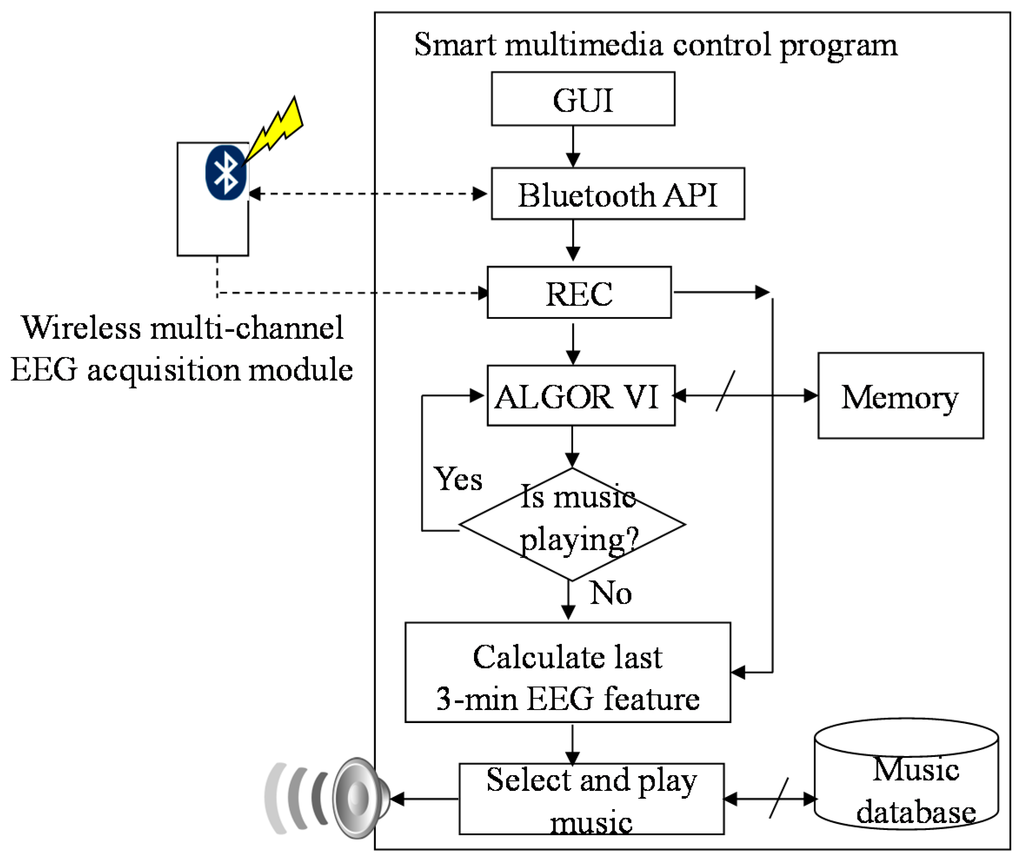 Smart multimedia control program
GUI
Bluetooth API
REC
Wireless multi-channel
EEG acquisition module
ALGOR VI
Memory
Yes
Is music
playing?
No
Calculate last
3-min EEG feature
Select and play
music
Music
database